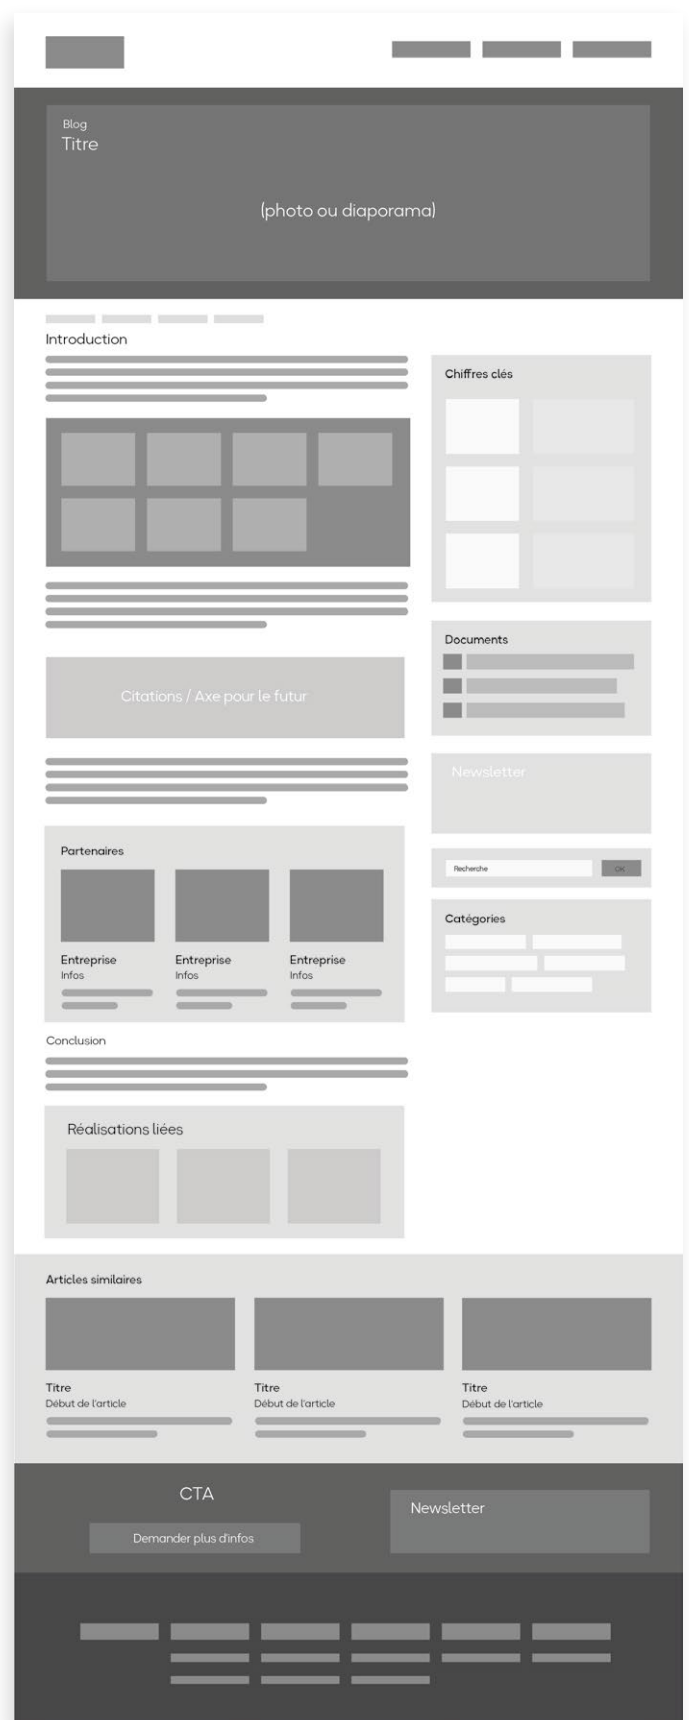 Blog
Titre
(photo ou diaporama)
Introduction
Citations / Axe pour le futur
Partenaires
Entreprise
Infos
Entreprise
Infos
Entreprise
Infos
Conclusion
Réalisations liées
Chiffres clés
Documents
Newsletter
Recherche
OK
Catégories
Articles similaires
Titre
Début de l'article
Titre
Début de l'article
Titre
Début de l'article
CTA
Demander plus d'infos
Newsletter